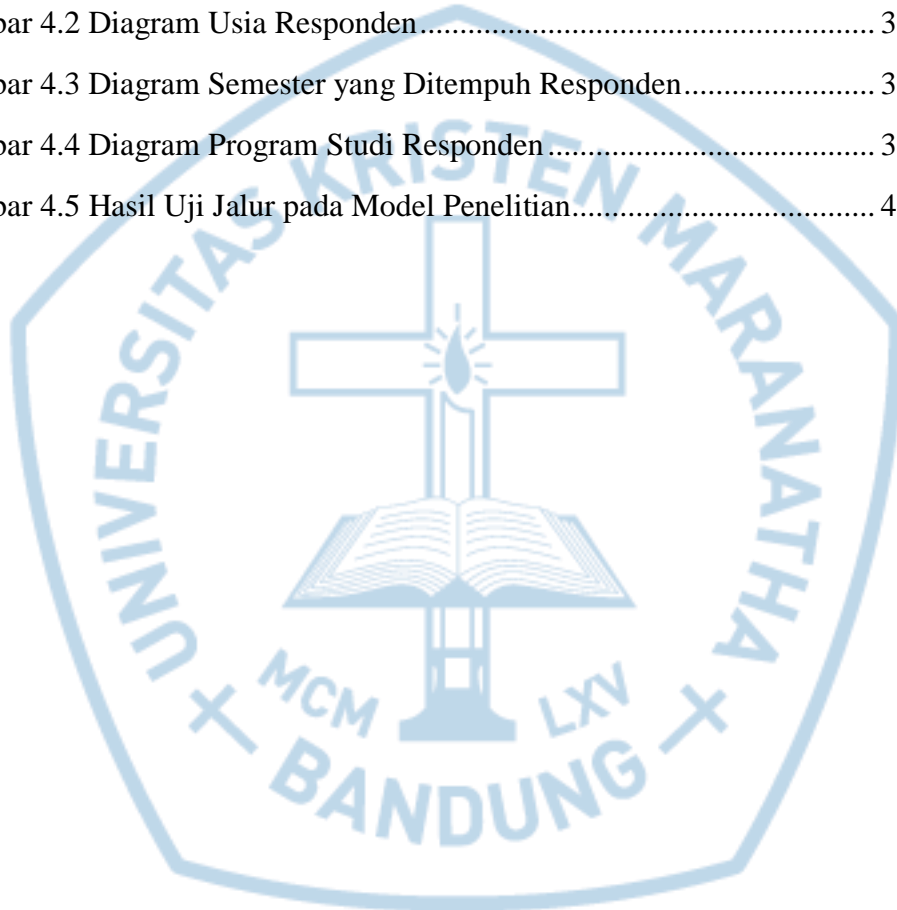 bar 4.2 Diagram Usia Responden........................................................... 3
bar 4.3 Diagram Semester yang Ditempuh Responden......................... 3
bar 4.4 Diagram Program Studi Responden.......................................... 3
bar 4.5 Hasil Uji Jalur pada Model Penelitian....................................... 4
UNIVERSITAS KRISTEN MARANATHA
MCM LXV
BANDUNG